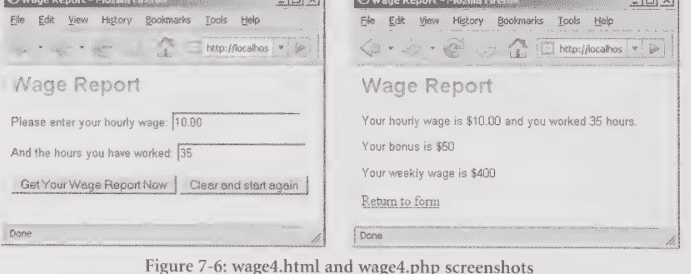 Wage Report - Mozilla Firefox
File Edit View History Bookmarks Tools Help
http://localhos
Wage Report
Please enter your hourly wage: 10.00
And the hours you have worked: 35
Get Your Wage Report Now Clear and start again
Done
Wage Report - Mozilla Firefox
File Edit View History Bookmarks Tools Help
http://localhos
Wage Report
Your hourly wage is $10.00 and you worked 35 hours.
Your bonus is $50
Your weekly wage is $400
Return to form
Done
Figure 7-6: wage4.html and wage4.php screenshots